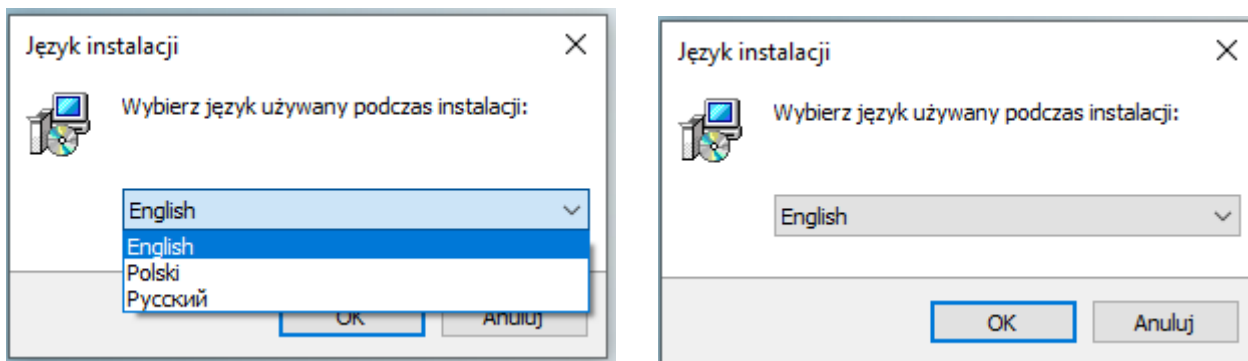 Język instalacji
Wybierz język używany podczas instalacji:
English
English
Polski
Русский
OK
Anuluj
Język instalacji
Wybierz język używany podczas instalacji:
English
OK
Anuluj